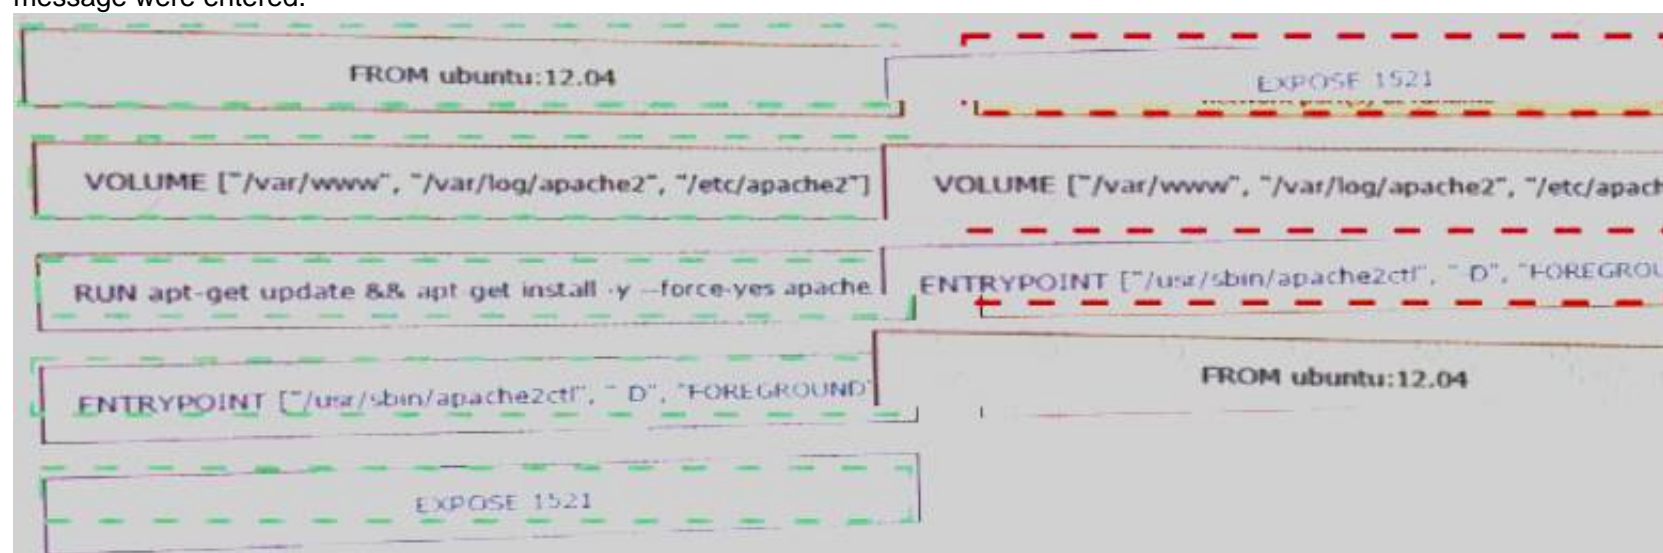 message were entered.
FROM ubuntu:12.04
VOLUME ["/var/www", "/var/log/apache2", "/etc/apache2"]
RUN apt-get update && apt get install -y --force-yes apache
ENTRYPOINT ["/usr/sbin/apache2ctl", " D", "FOREGROUND"
EXPOSE 1521
EXPOSE 1521
VOLUME ["/var/www", "/var/log/apache2", "/etc/apach
ENTRYPOINT ["/usr/sbin/apache2ctl", " D", "FOREGROU
FROM ubuntu:12.04